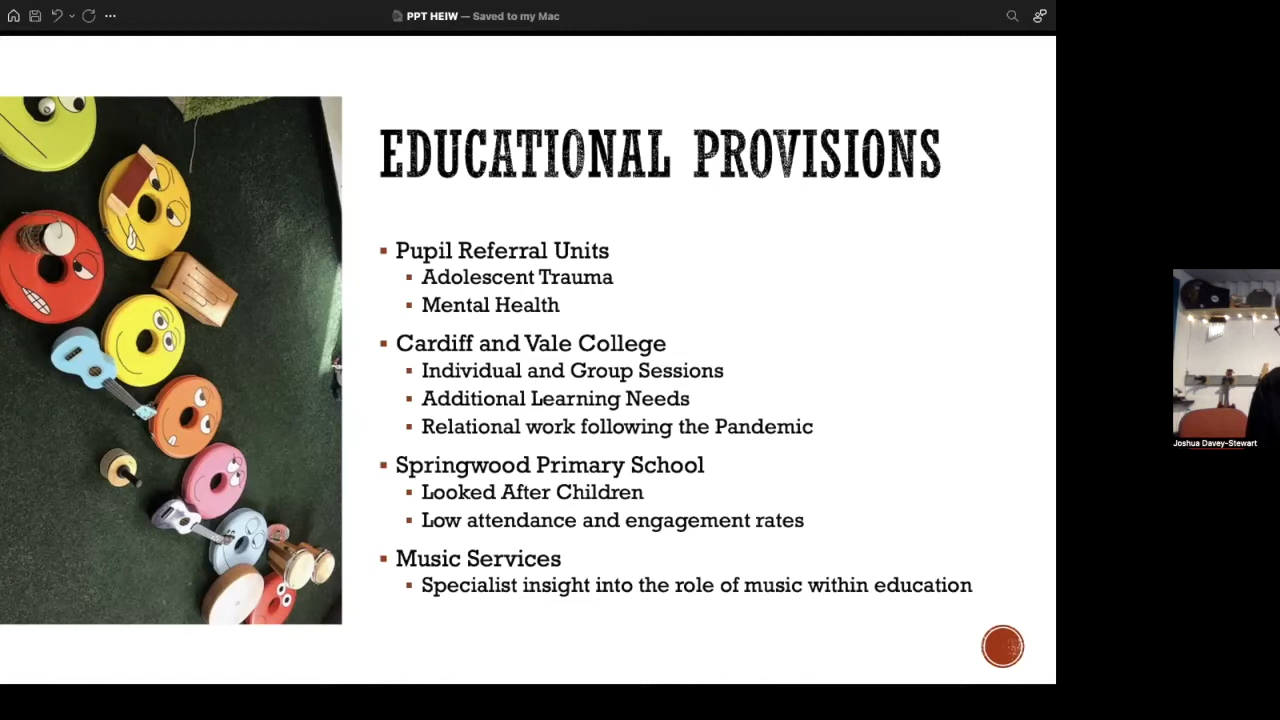 PPT HEIW — Saved to my Mac
EDUCATIONAL PROVISIONS
Pupil Referral Units
Adolescent Trauma
Mental Health
Cardiff and Vale College
Individual and Group Sessions
Additional Learning Needs
Relational work following the Pandemic
Springwood Primary School
Looked After Children
Low attendance and engagement rates
Music Services
Specialist insight into the role of music within education
Joshua Davey-Stewart